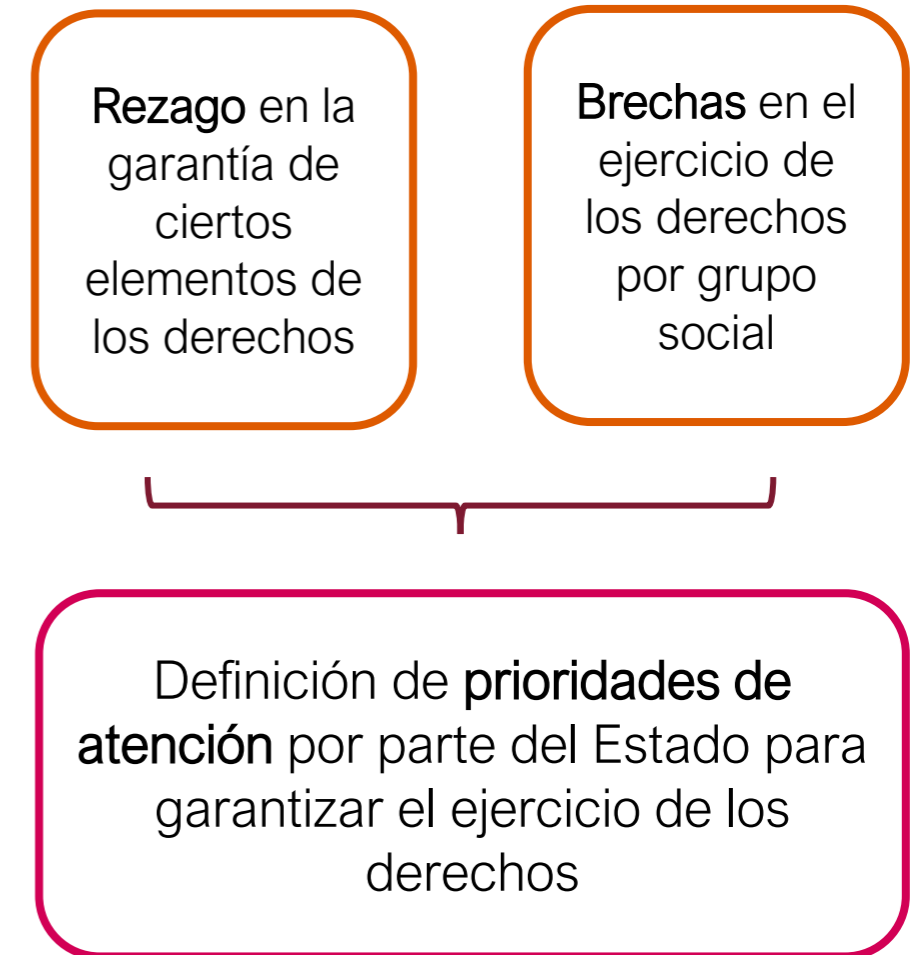 Rezago en la
garantía de
ciertos
elementos de
los derechos
Brechas en el
ejercicio de
los derechos
por grupo
social
Definición de prioridades de
atención por parte del Estado para
garantizar el ejercicio de los
derechos